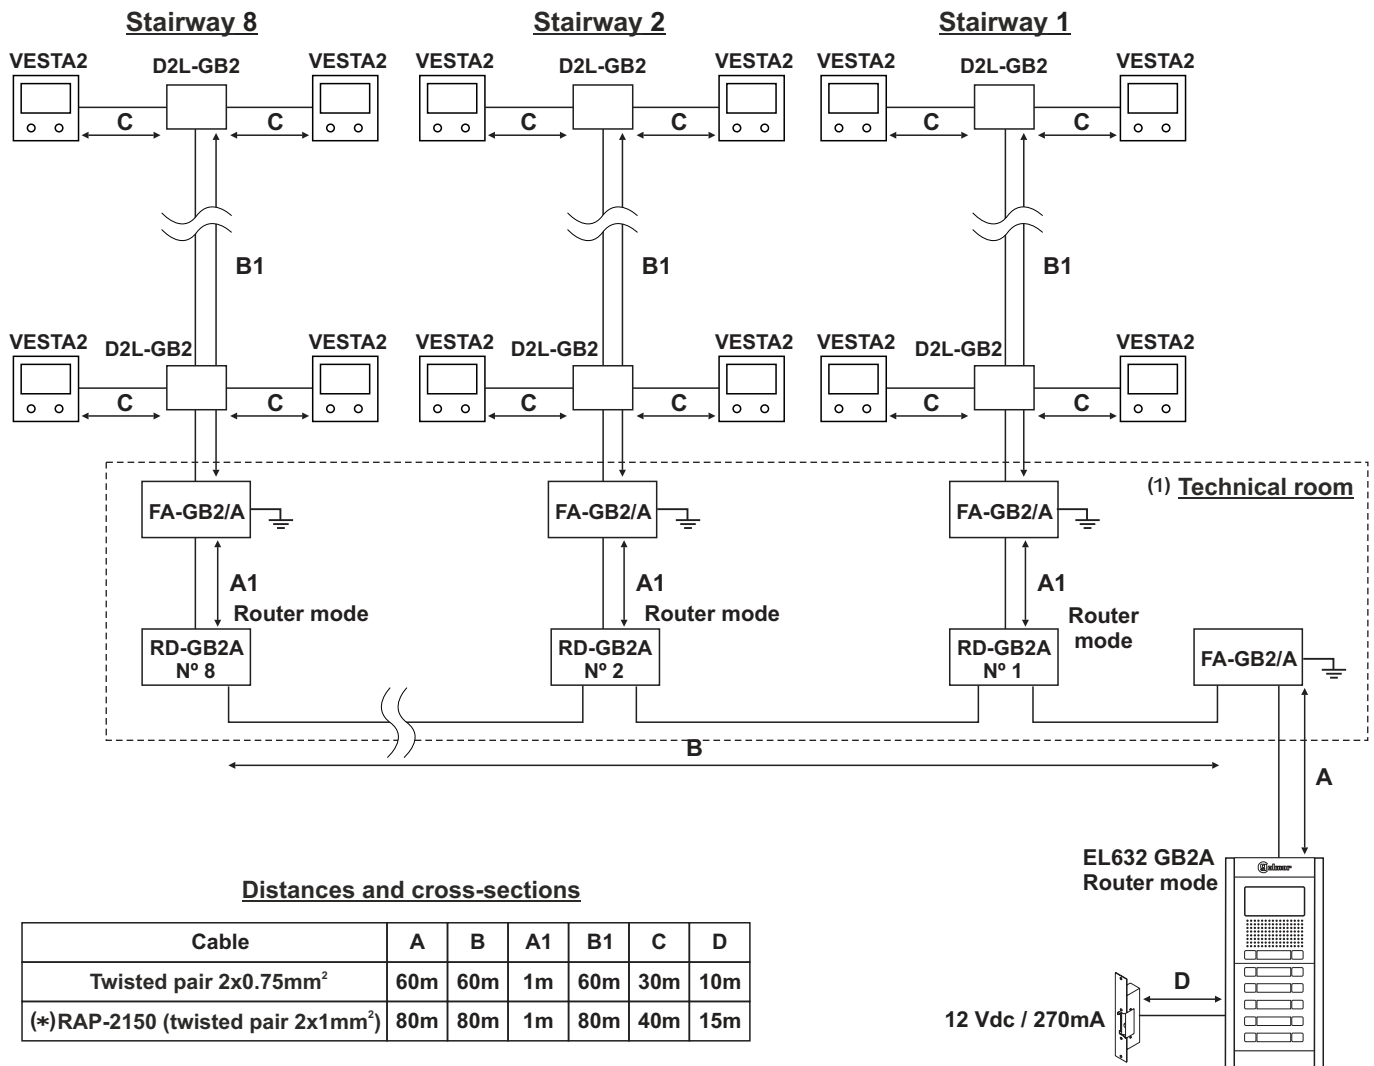 Stairway 8
Stairway 2
Stairway 1
VESTA2
D2L-GB2
VESTA2
VESTA2
D2L-GB2
VESTA2
VESTA2
D2L-GB2
VESTA2
C
C
C
C
C
C
B1
B1
B1
VESTA2
D2L-GB2
VESTA2
VESTA2
D2L-GB2
VESTA2
VESTA2
D2L-GB2
VESTA2
C
C
C
C
C
C
(1) Technical room
FA-GB2/A
FA-GB2/A
FA-GB2/A
A1
A1
A1
Router mode
Router mode
Router
mode
RD-GB2A
Nº 8
RD-GB2A
Nº 2
RD-GB2A
Nº 1
FA-GB2/A
B
A
EL632 GB2A
Router mode
Golmar
D
12 Vdc / 270mA
Distances and cross-sections
Cable A B A1 B1 C D
Twisted pair 2x0.75mm² 60m 60m 1m 60m 30m 10m
(*)RAP-2150 (twisted pair 2x1mm²) 80m 80m 1m 80m 40m 15m